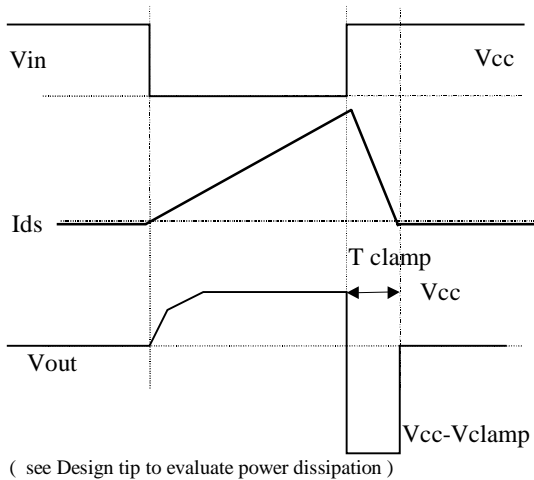 Vin
Vcc
Ids
T clamp
Vcc
Vout
Vcc-Vclamp
( see Design tip to evaluate power dissipation )